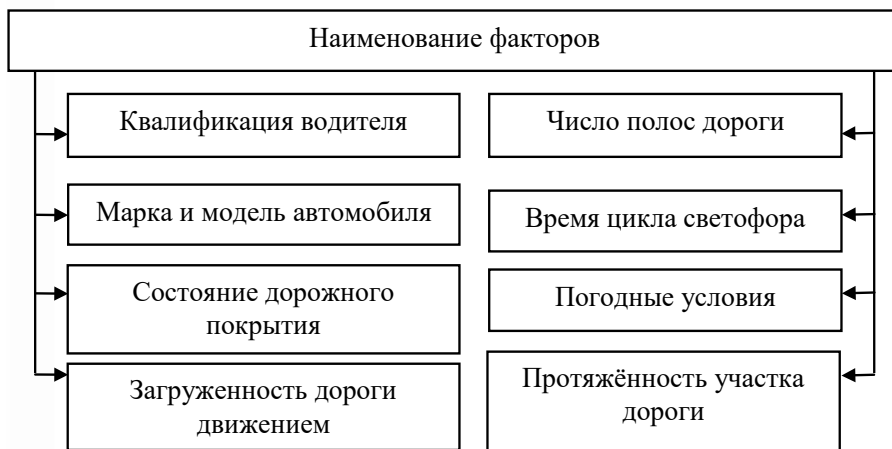 Наименование факторов
Квалификация водителя
Число полос дороги
Марка и модель автомобиля
Время цикла светофора
Состояние дорожного
покрытия
Погодные условия
Загруженность дороги
движением
Протяжённость участка
дороги